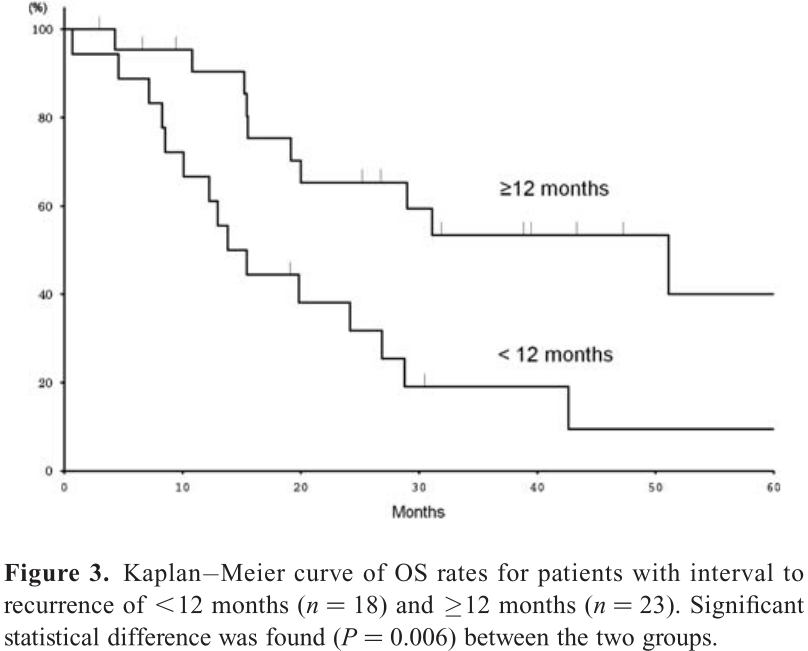 (%)
100
80
60
40
20
0
≥12 months
< 12 months
0 10 20 30 40 50 60
Months
Figure 3. Kaplan−Meier curve of OS rates for patients with interval to
recurrence of <12 months (n = 18) and ≥12 months (n = 23). Significant
statistical difference was found (P = 0.006) between the two groups.